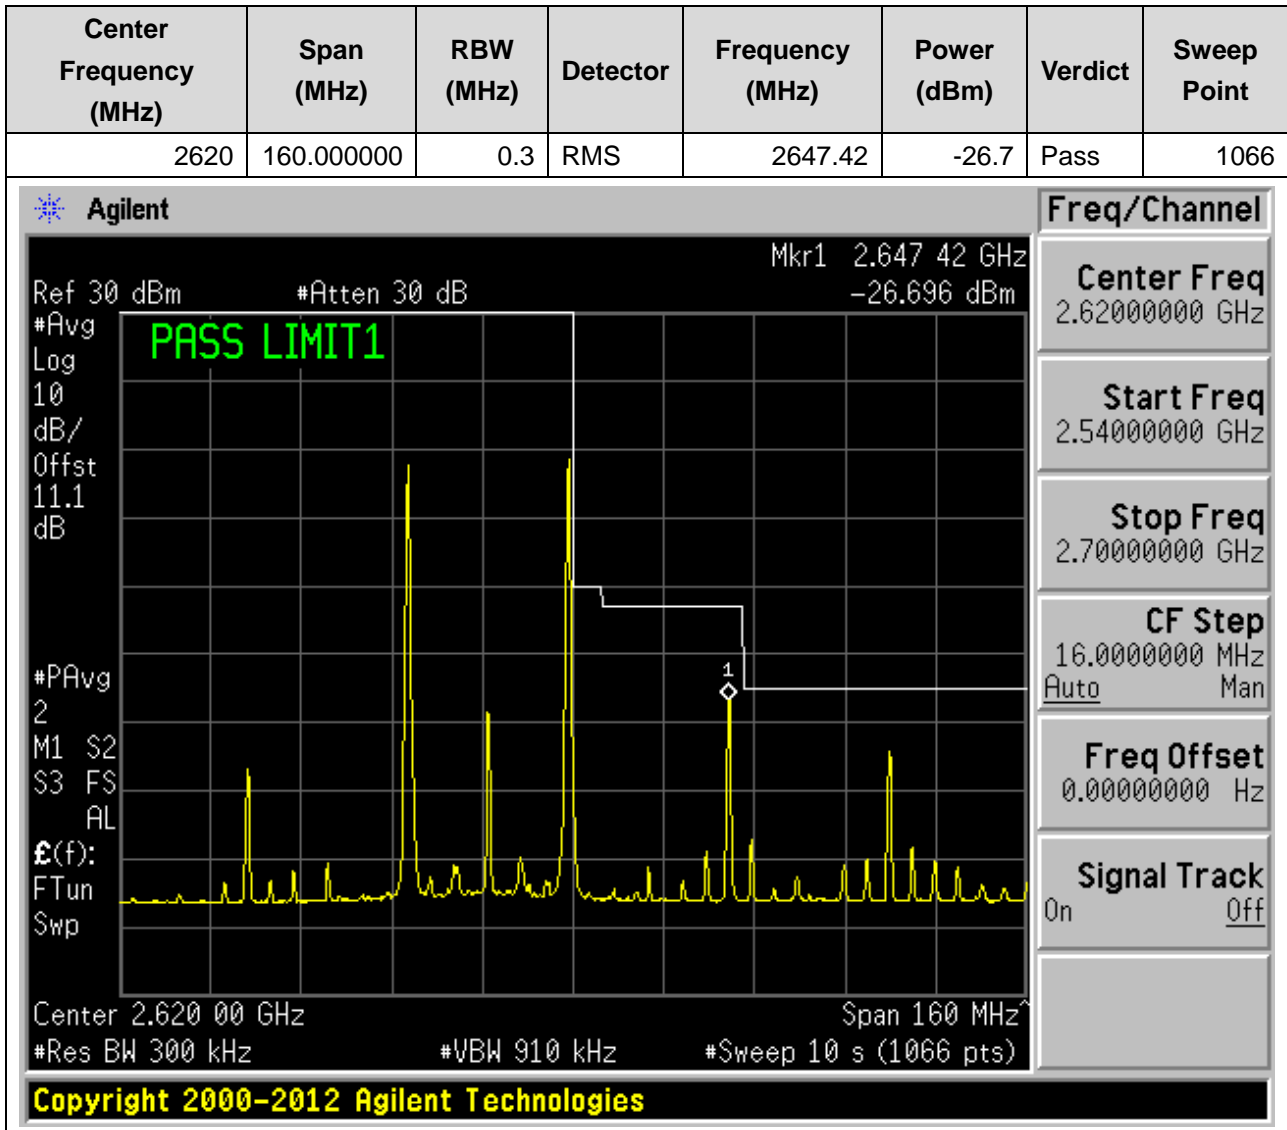 Center Frequency (MHz) Span (MHz) RBW (MHz) Detector Frequency (MHz) Power (dBm) Verdict Sweep Point
2620 160.000000 0.3 RMS 2647.42 -26.7 Pass 1066
Agilent
Freq/Channel
Mkr1 2.647 42 GHz
Ref 30 dBm #Atten 30 dB -26.696 dBm
#Avg
Log
10
dB/
Offst
11.1
dB
PASS LIMIT1
1
#PAvg
2
M1 S2
S3 FS
AL
£(f):
FTun
Swp
Center 2.620 00 GHz Span 160 MHz^
#Res BW 300 kHz #VBW 910 kHz #Sweep 10 s (1066 pts)
Center Freq
2.62000000 GHz
Start Freq
2.54000000 GHz
Stop Freq
2.70000000 GHz
CF Step
16.0000000 MHz
Auto Man
Freq Offset
0.00000000 Hz
Signal Track
On Off
Copyright 2000-2012 Agilent Technologies